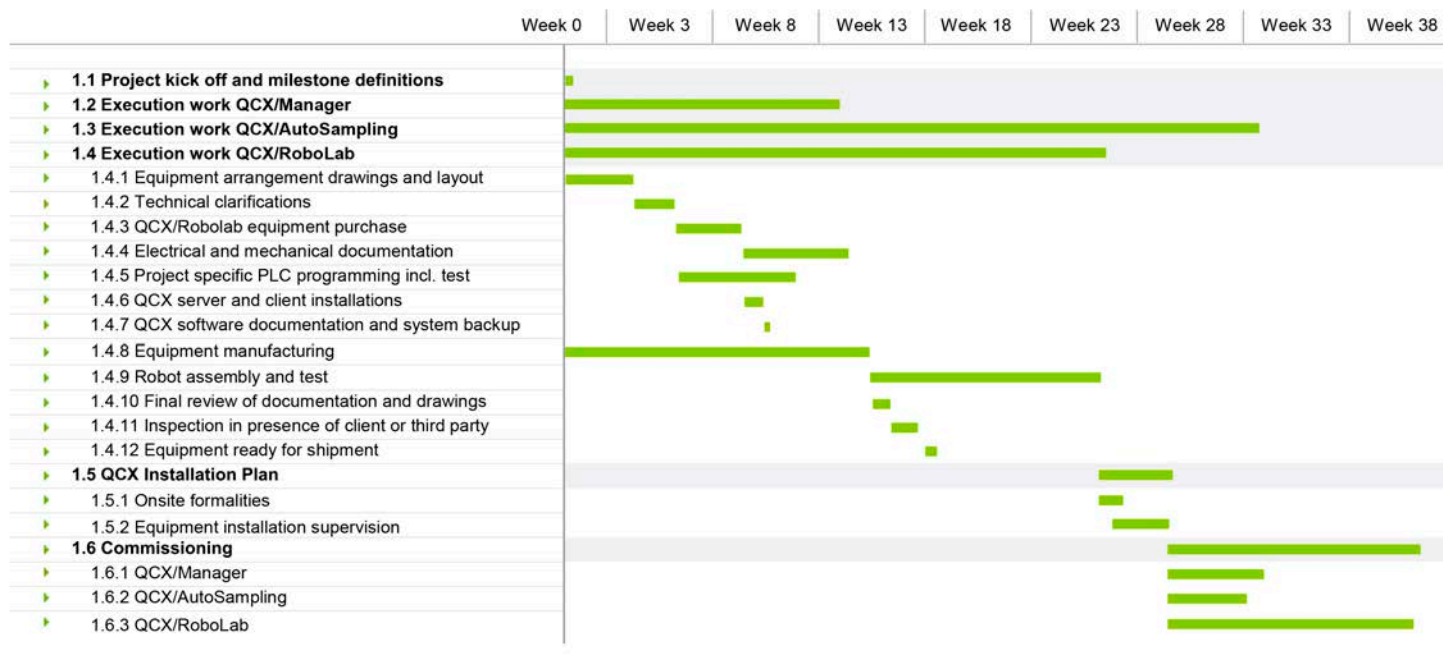 Week 0 Week 3 Week 8 Week 13 Week 18 Week 23 Week 28 Week 33 Week 38
1.1 Project kick off and milestone definitions
1.2 Execution work QCX/Manager
1.3 Execution work QCX/AutoSampling
1.4 Execution work QCX/RoboLab
1.4.1 Equipment arrangement drawings and layout
1.4.2 Technical clarifications
1.4.3 QCX/Robolab equipment purchase
1.4.4 Electrical and mechanical documentation
1.4.5 Project specific PLC programming incl. test
1.4.6 QCX server and client installations
1.4.7 QCX software documentation and system backup
1.4.8 Equipment manufacturing
1.4.9 Robot assembly and test
1.4.10 Final review of documentation and drawings
1.4.11 Inspection in presence of client or third party
1.4.12 Equipment ready for shipment
1.5 QCX Installation Plan
1.5.1 Onsite formalities
1.5.2 Equipment installation supervision
1.6 Commissioning
1.6.1 QCX/Manager
1.6.2 QCX/AutoSampling
1.6.3 QCX/RoboLab